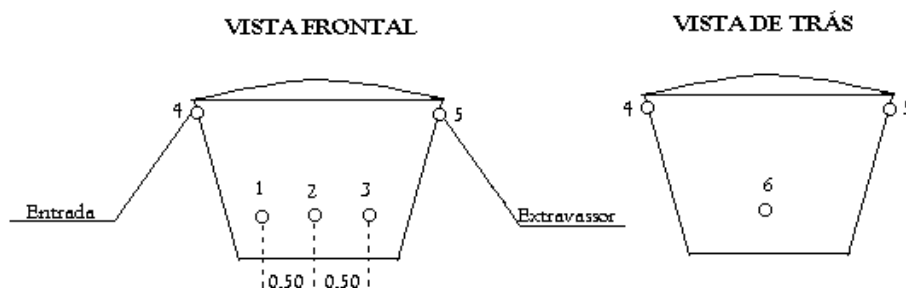 VISTA FRONTAL
VISTA DE TRÁS
4
5
4
5
1
2
3
6
Entrada
Extravassor
0,50
0,50